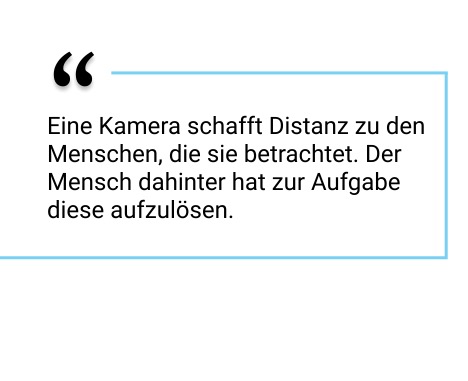 “
Eine Kamera schafft Distanz zu den
Menschen, die sie betrachtet. Der
Mensch dahinter hat zur Aufgabe
diese aufzulösen.